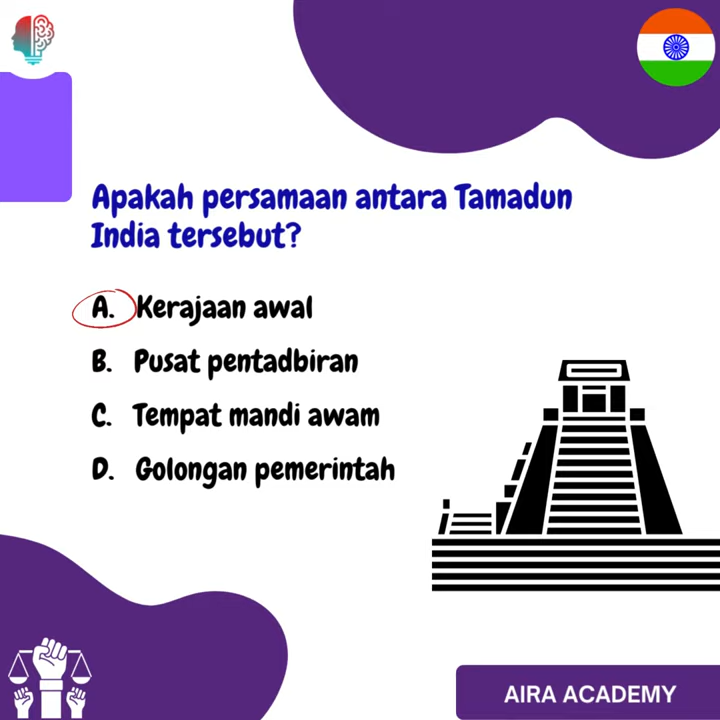 Apakah persamaan antara Tamadun
India tersebut?
A. Kerajaan awal
B. Pusat pentadbiran
C. Tempat mandi awam
D. Golongan pemerintah
AIRA ACADEMY